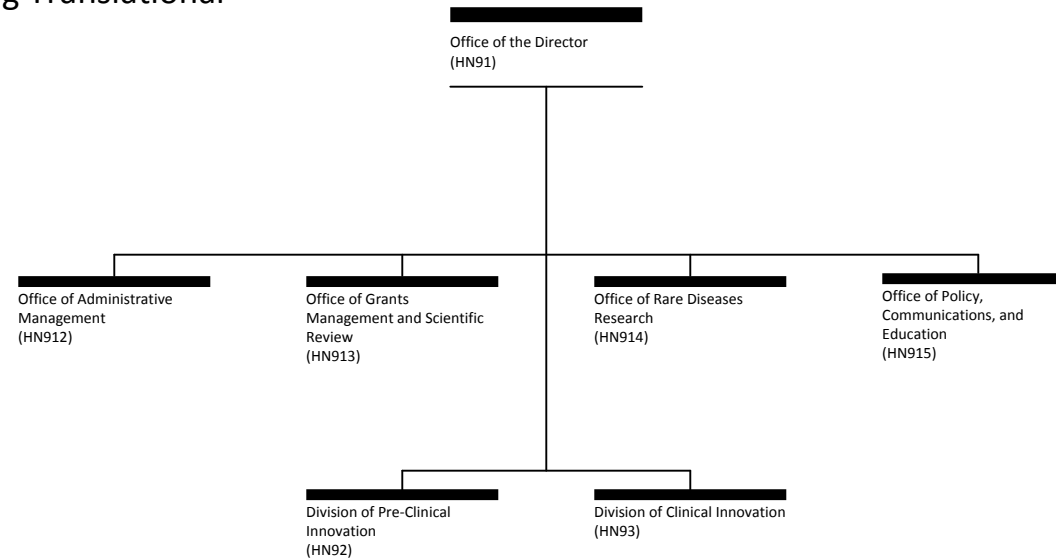 Translational
Office of the Director
(HN91)
Office of Administrative
Management
(HN912)
Office of Grants
Management and Scientific
Review
(HN913)
Office of Rare Diseases
Research
(HN914)
Office of Policy,
Communications, and
Education
(HN915)
Division of Pre-Clinical
Innovation
(HN92)
Division of Clinical Innovation
(HN93)